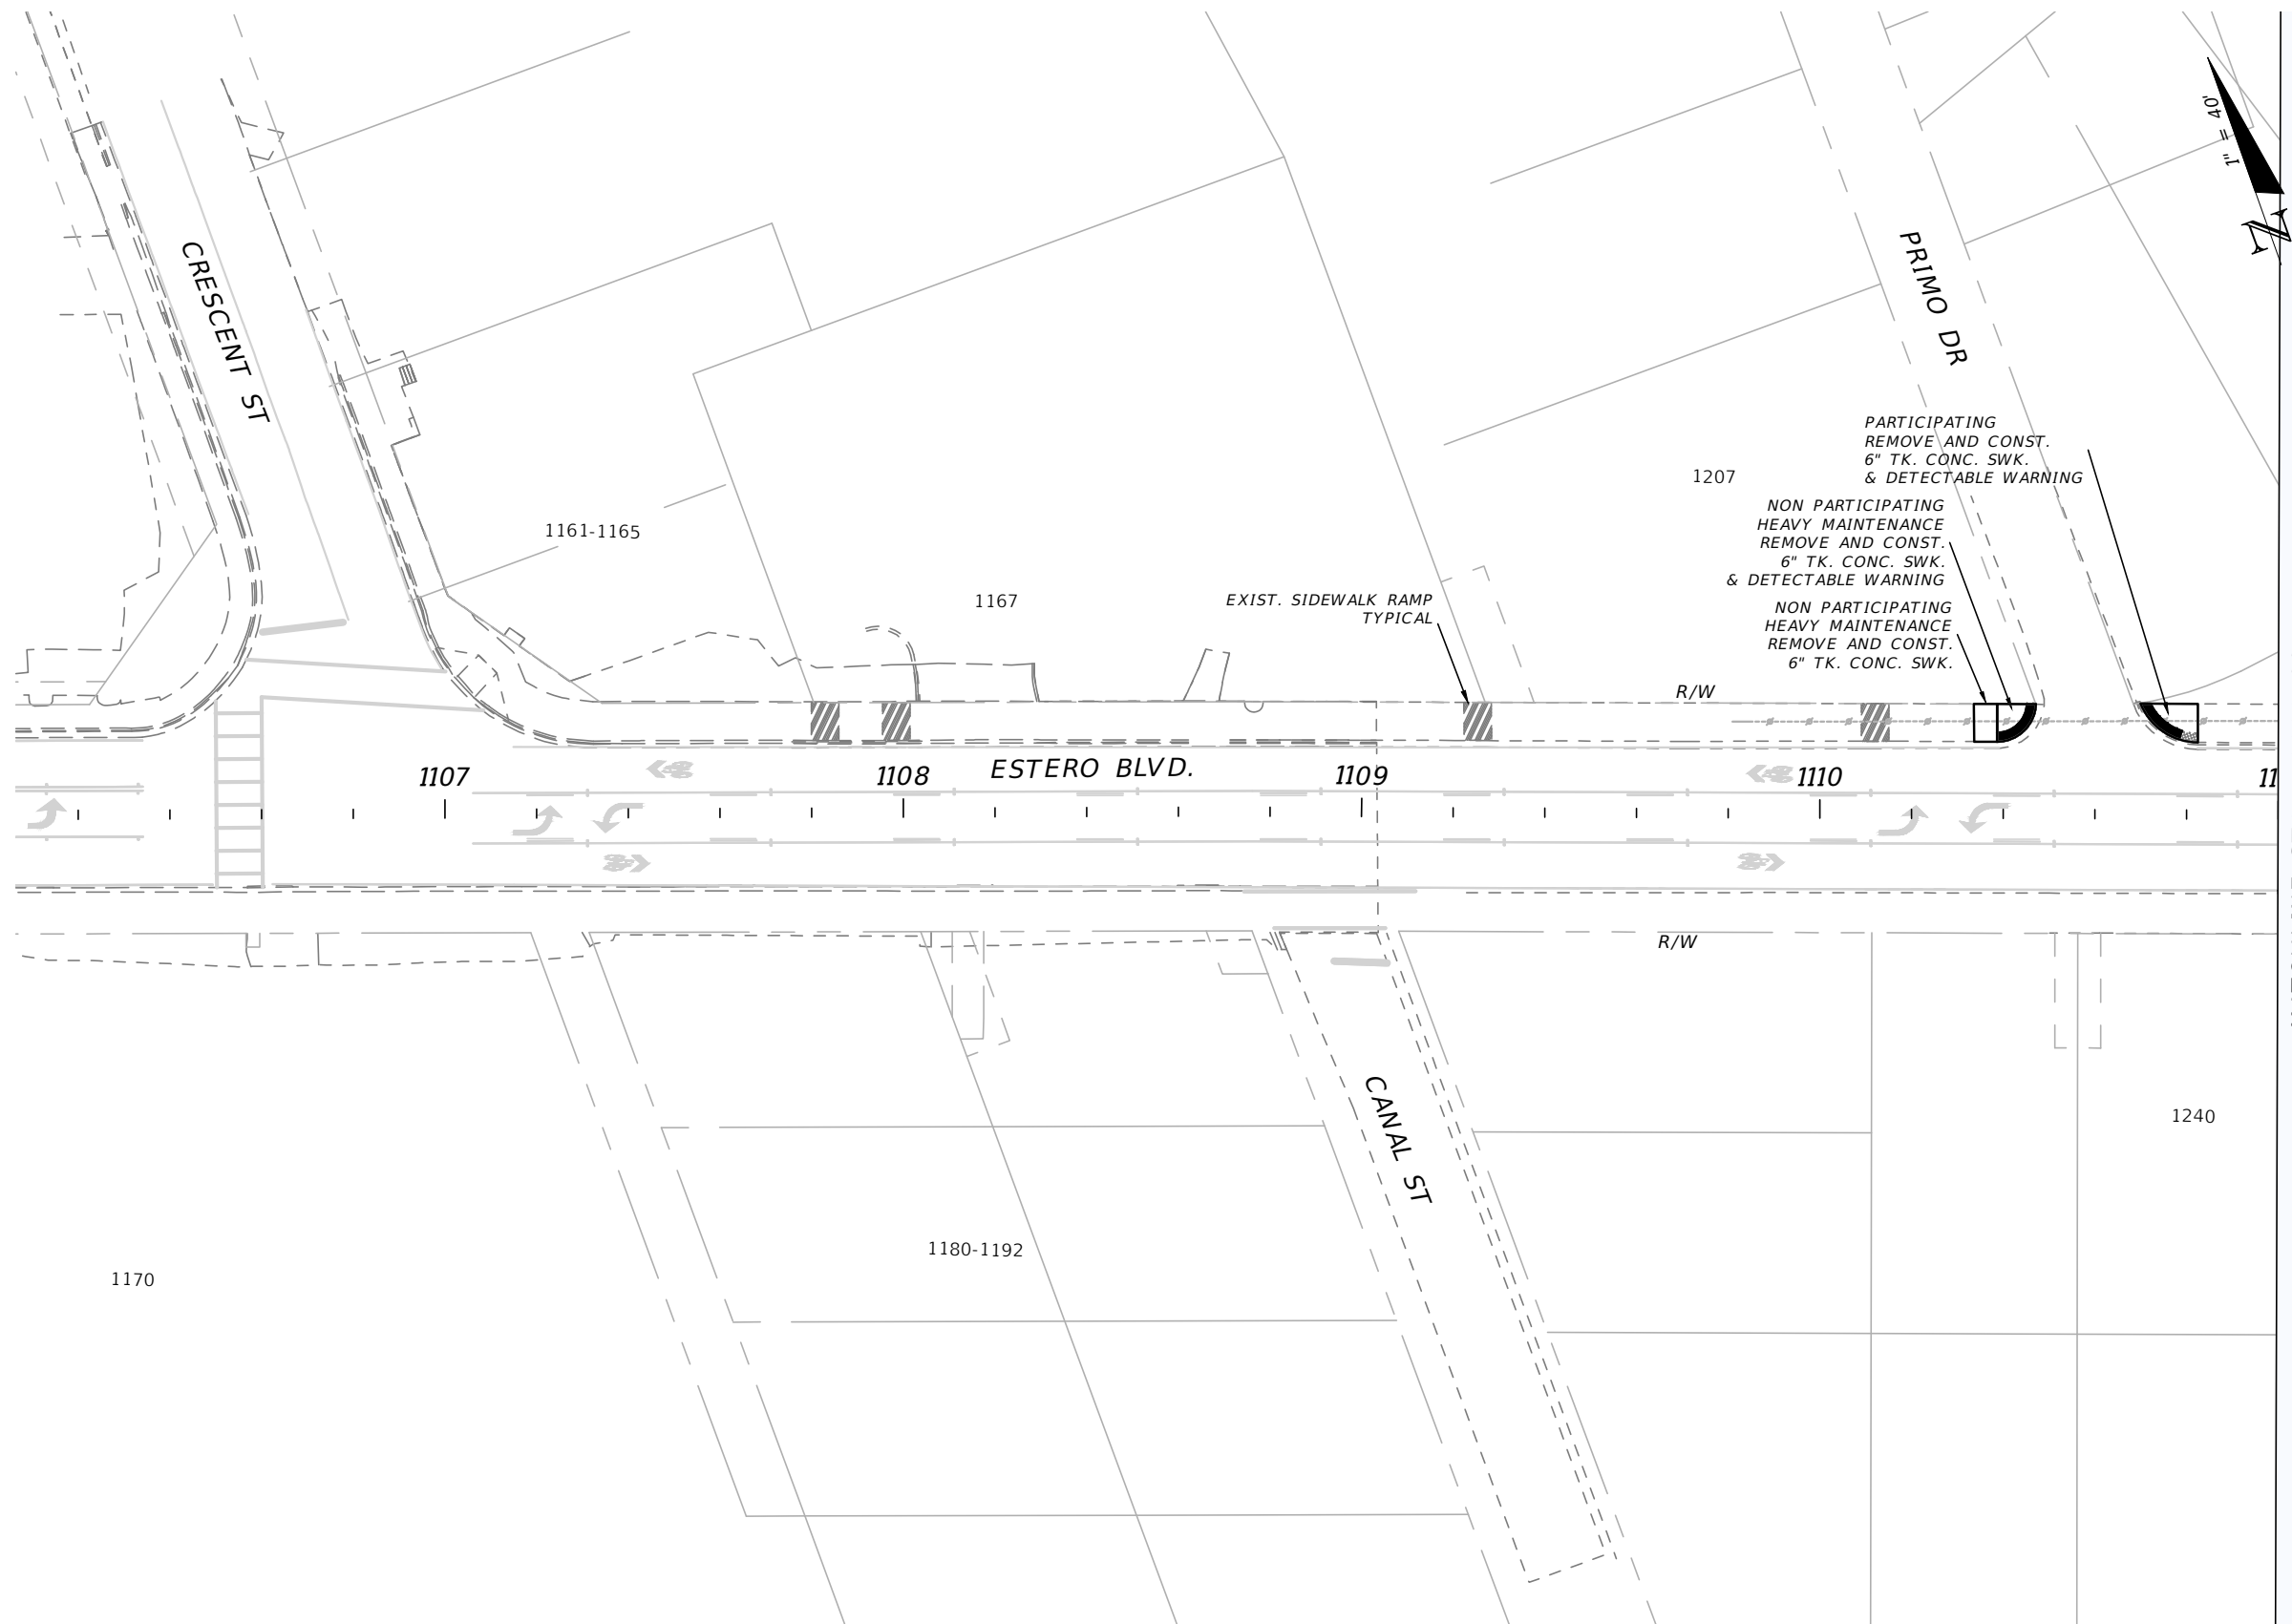 1" = 40'
N
CRESCENT ST
PRIMO DR
PARTICIPATING
REMOVE AND CONST.
6" TK. CONC. SWK.
& DETECTABLE WARNING
1207
NON PARTICIPATING
HEAVY MAINTENANCE
REMOVE AND CONST.
6" TK. CONC. SWK.
& DETECTABLE WARNING
1161-1165
1167
EXIST. SIDEWALK RAMP
TYPICAL
NON PARTICIPATING
HEAVY MAINTENANCE
REMOVE AND CONST.
6" TK. CONC. SWK.
R/W
1107
1108
ESTERO BLVD.
1109
1110
11
R/W
CANAL ST
1240
1180-1192
1170